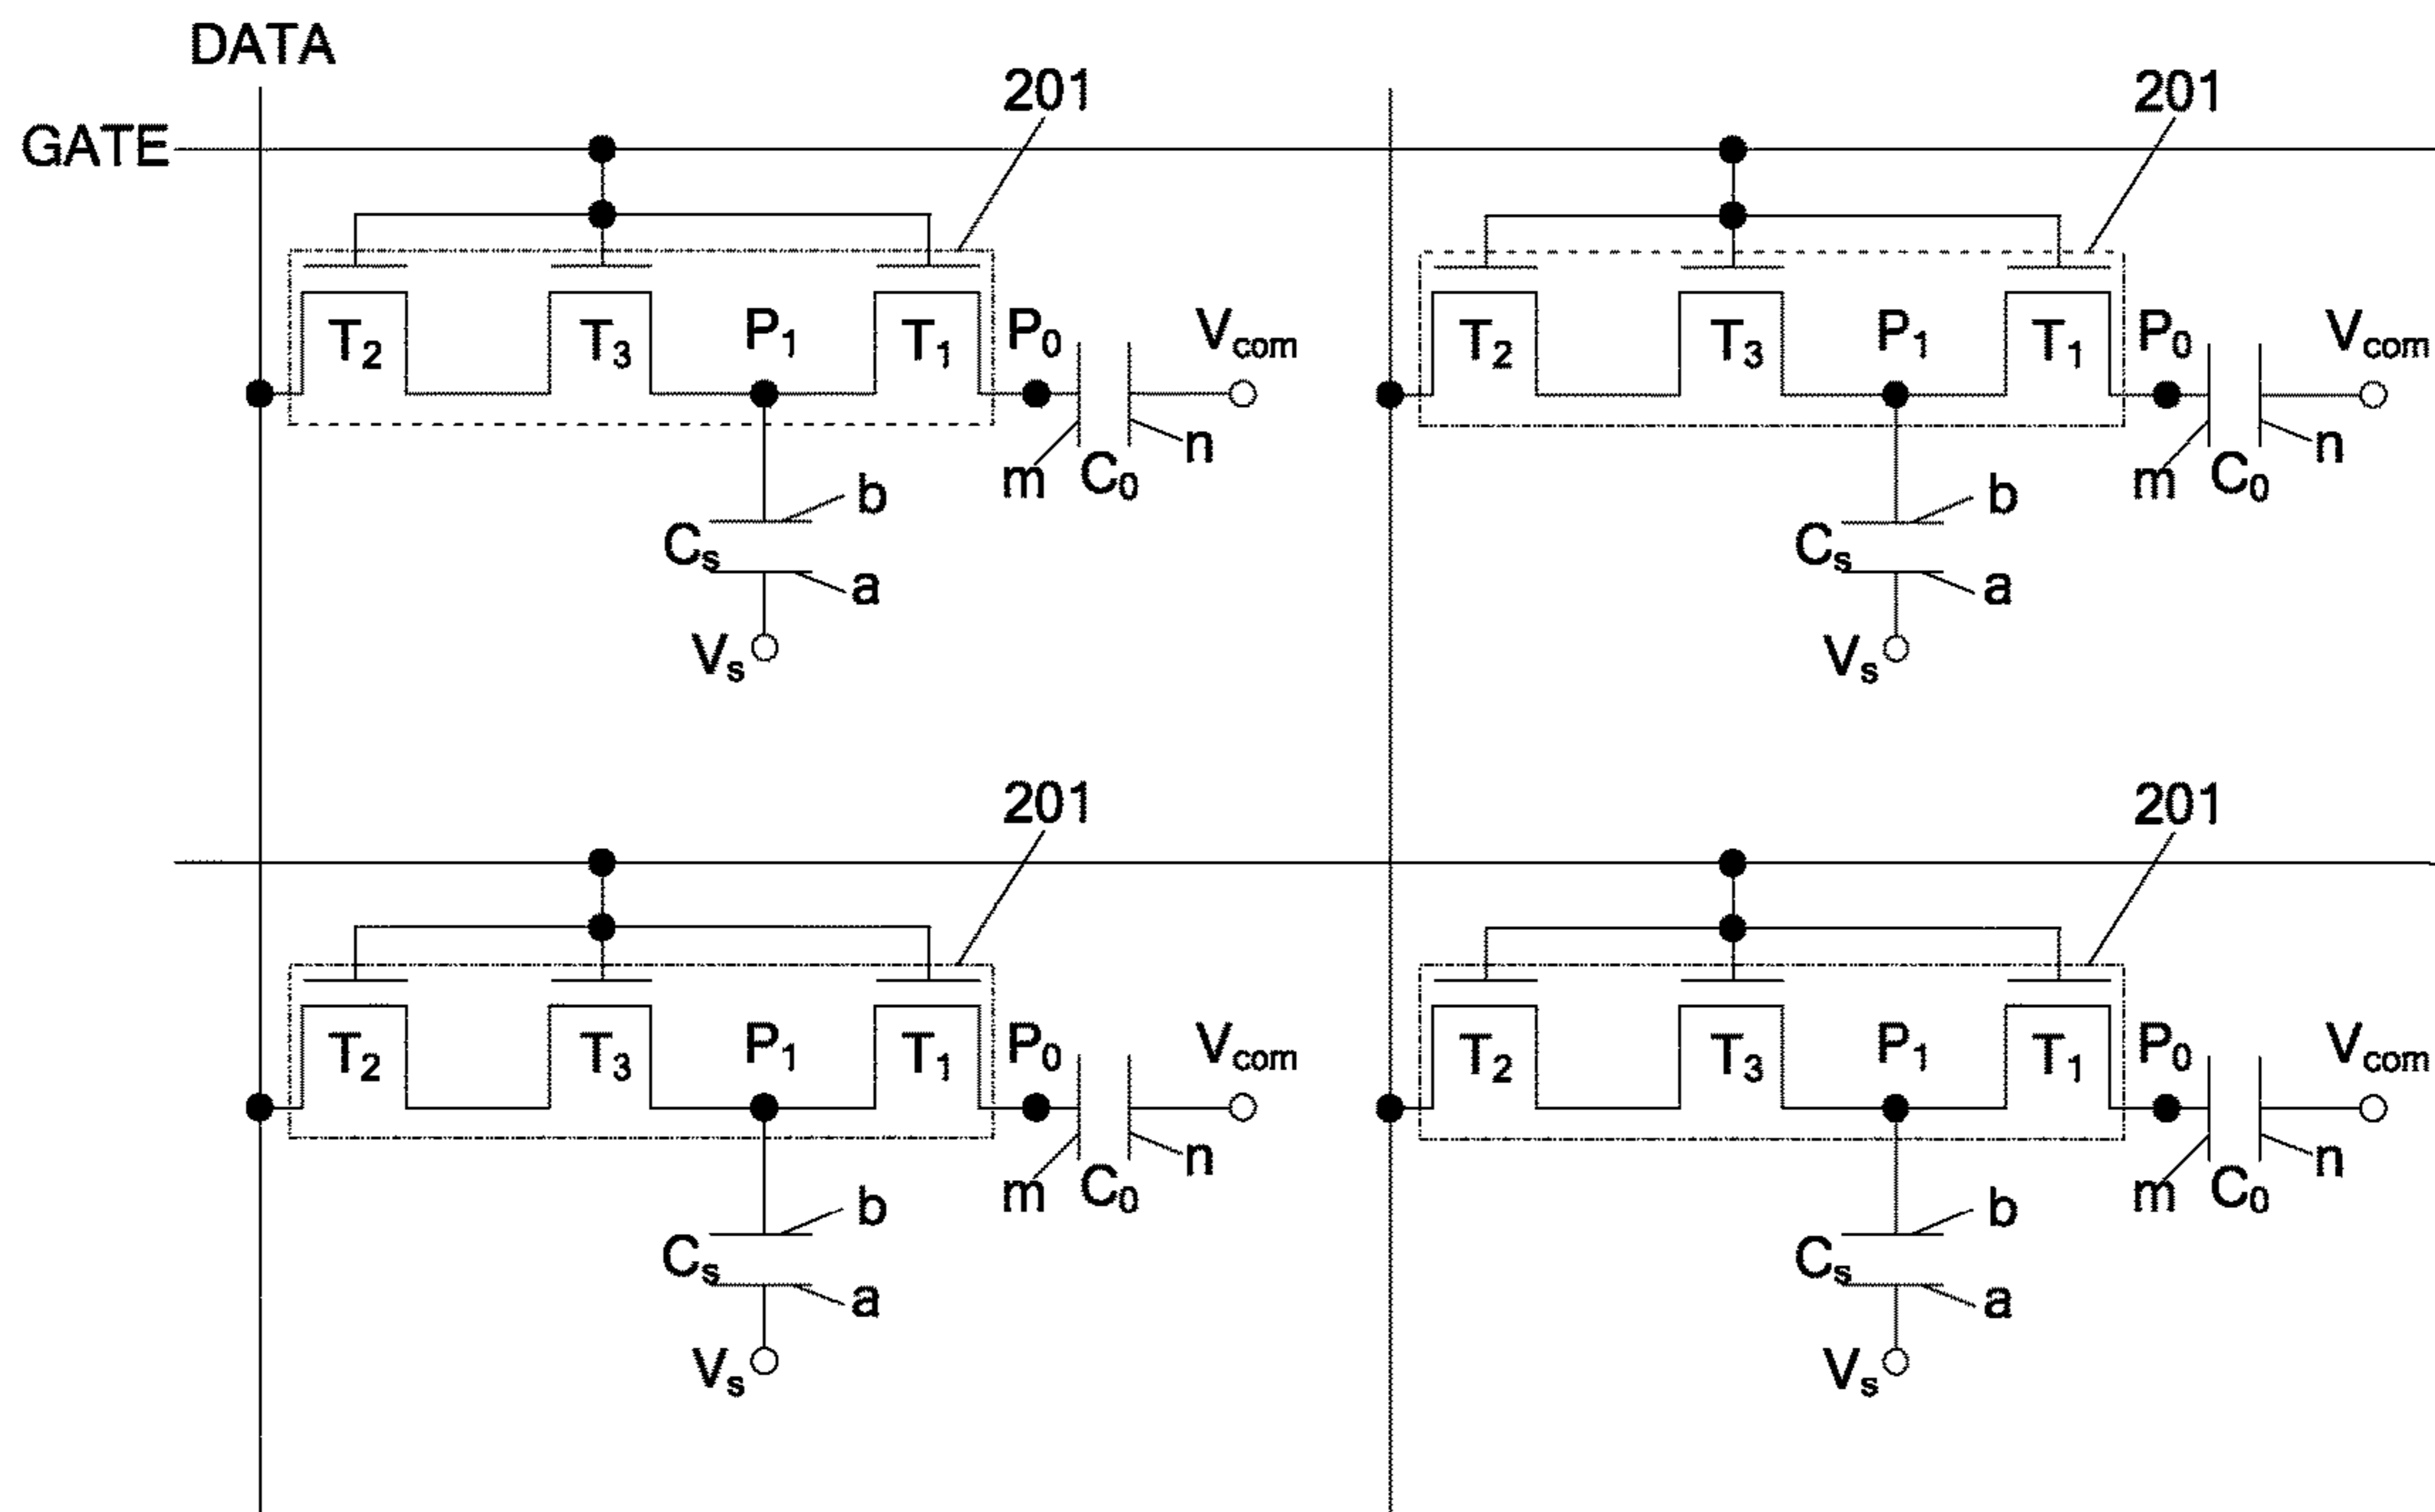 DATA
201 201
GATE
T2 T3 P1 T1 P0 Vcom T2 T3 P1 T1 P0 Vcom
m C0 n m C0 n
Cs b Cs b
a a
Vs Vs
201 201
T2 T3 P1 T1 P0 Vcom T2 T3 P1 T1 P0 Vcom
m C0 n m C0 n
Cs b Cs b
a a
Vs Vs